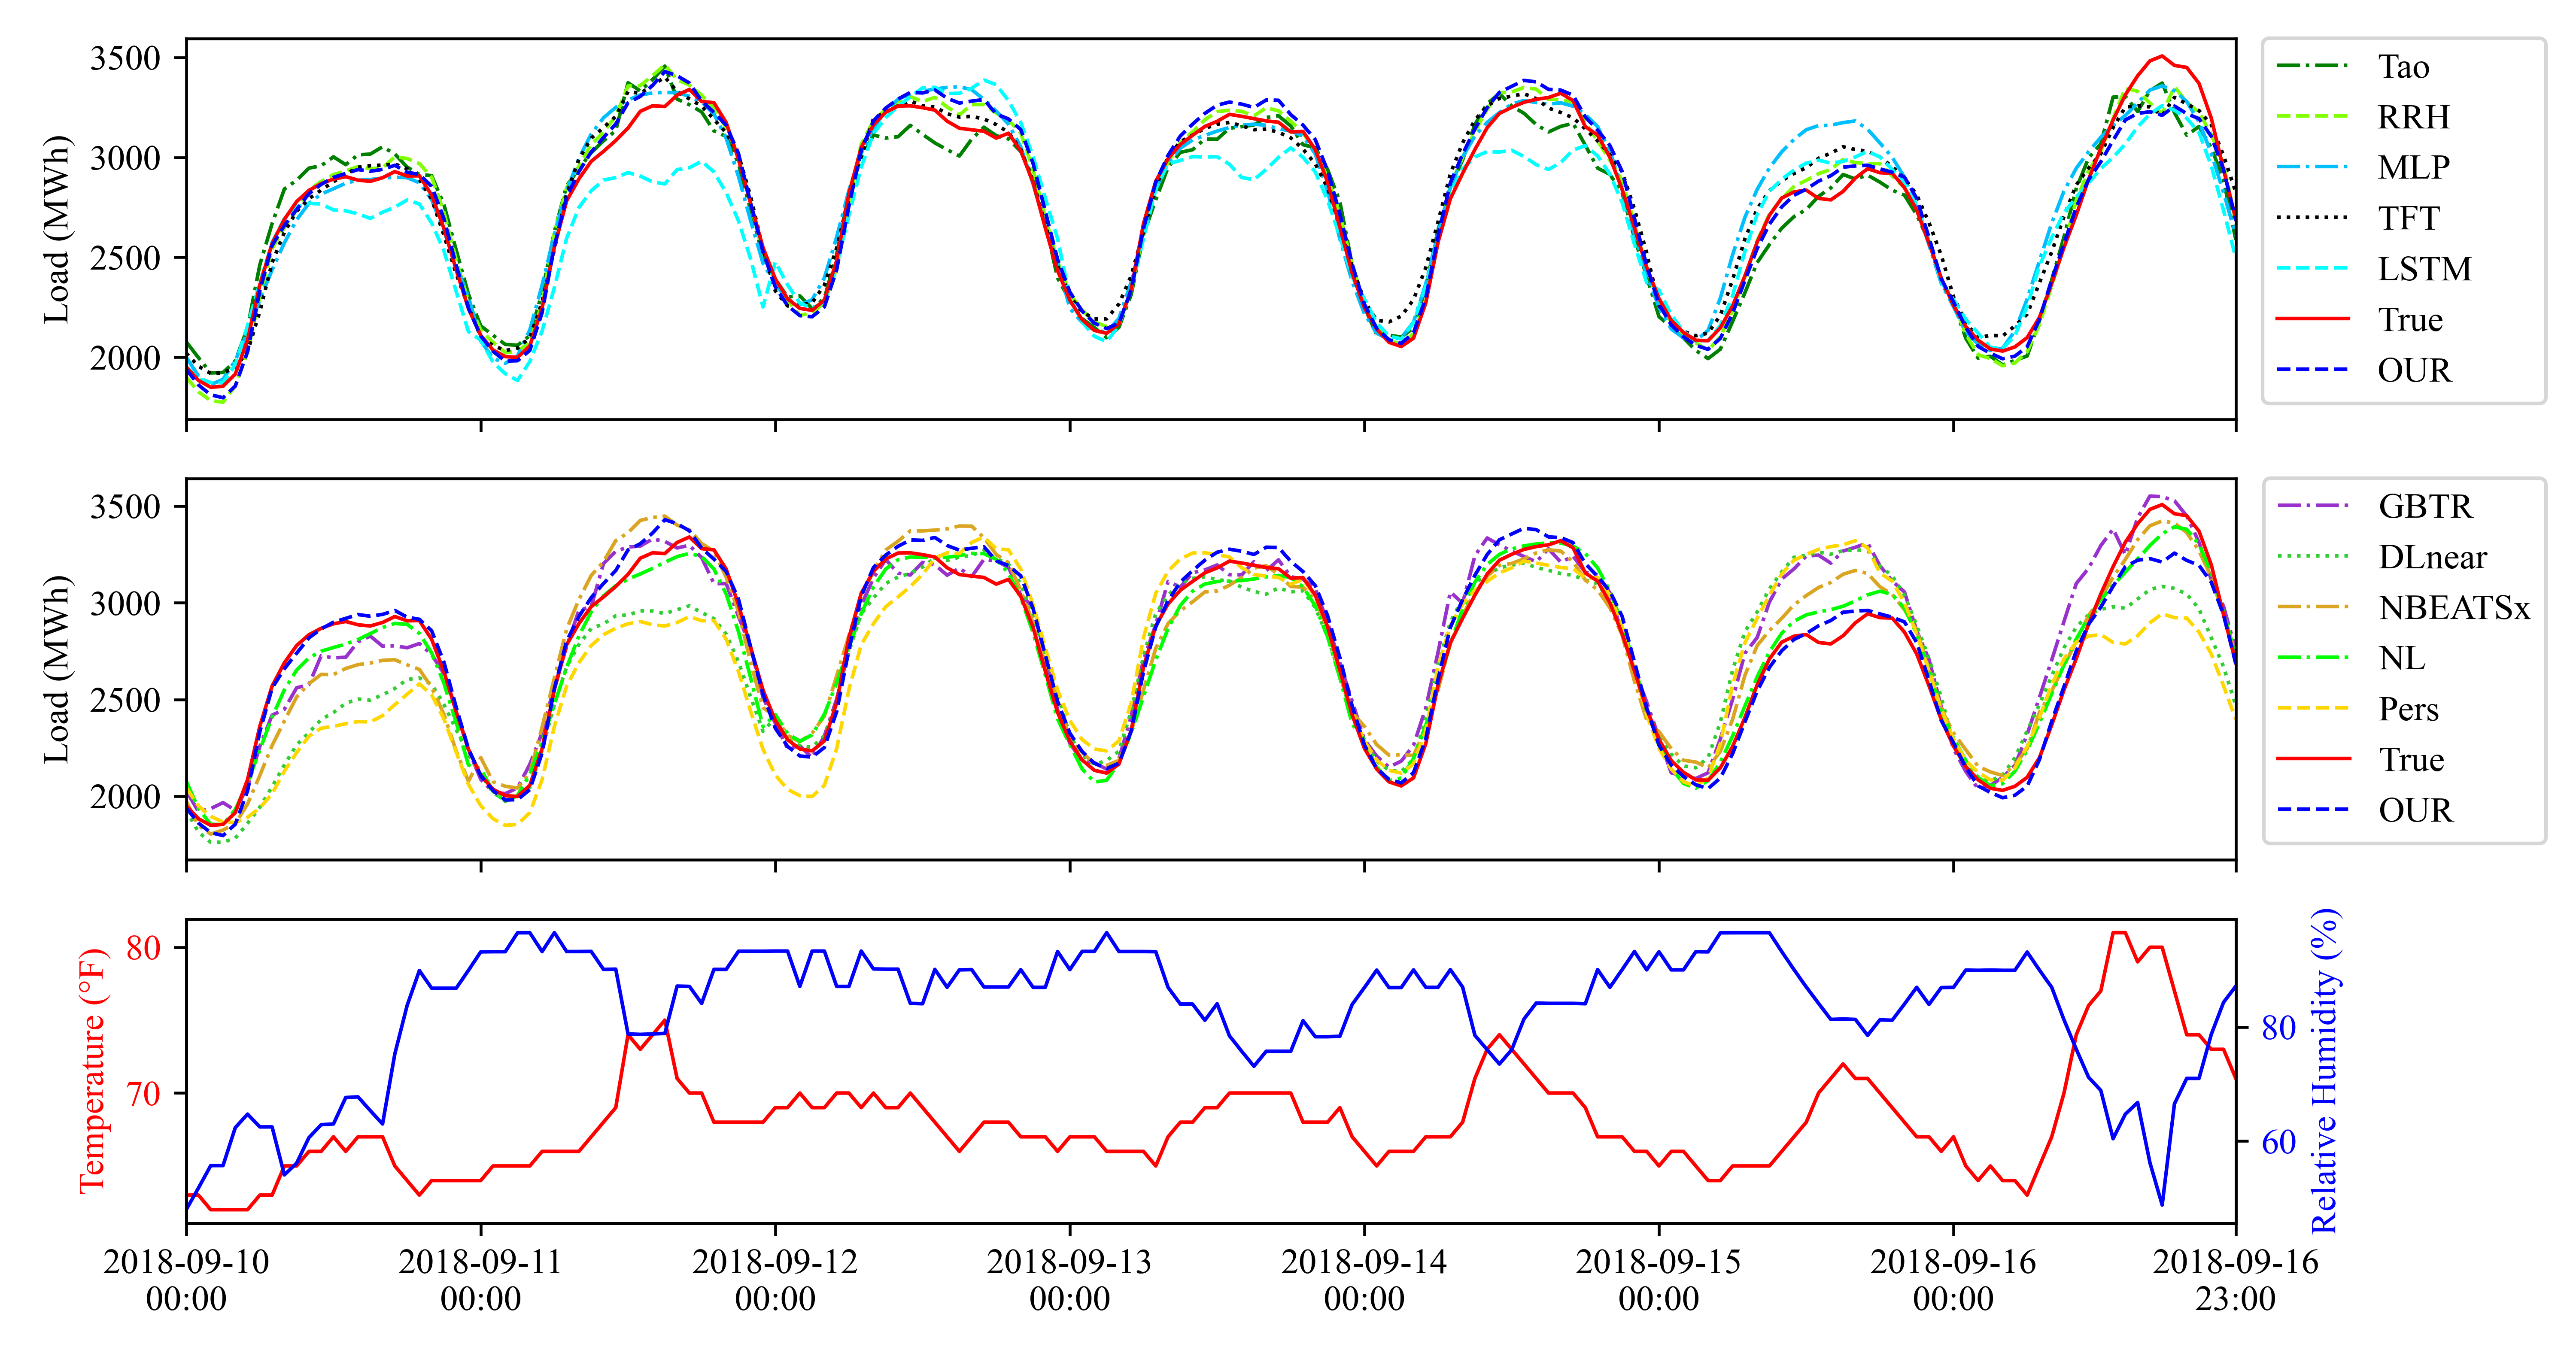 3500
3000
2500
2000
Load (MWh)
Tao
RRH
MLP
TFT
LSTM
True
OUR
3500
3000
2500
2000
Load (MWh)
GBTR
DLnear
NBEATSx
NL
Pers
True
OUR
80
70
Temperature (°F)
80
60
Relative Humidity (%)
2018-09-10 2018-09-11 2018-09-12 2018-09-13 2018-09-14 2018-09-15 2018-09-16 2018-09-16
00:00 00:00 00:00 00:00 00:00 00:00 00:00 23:00